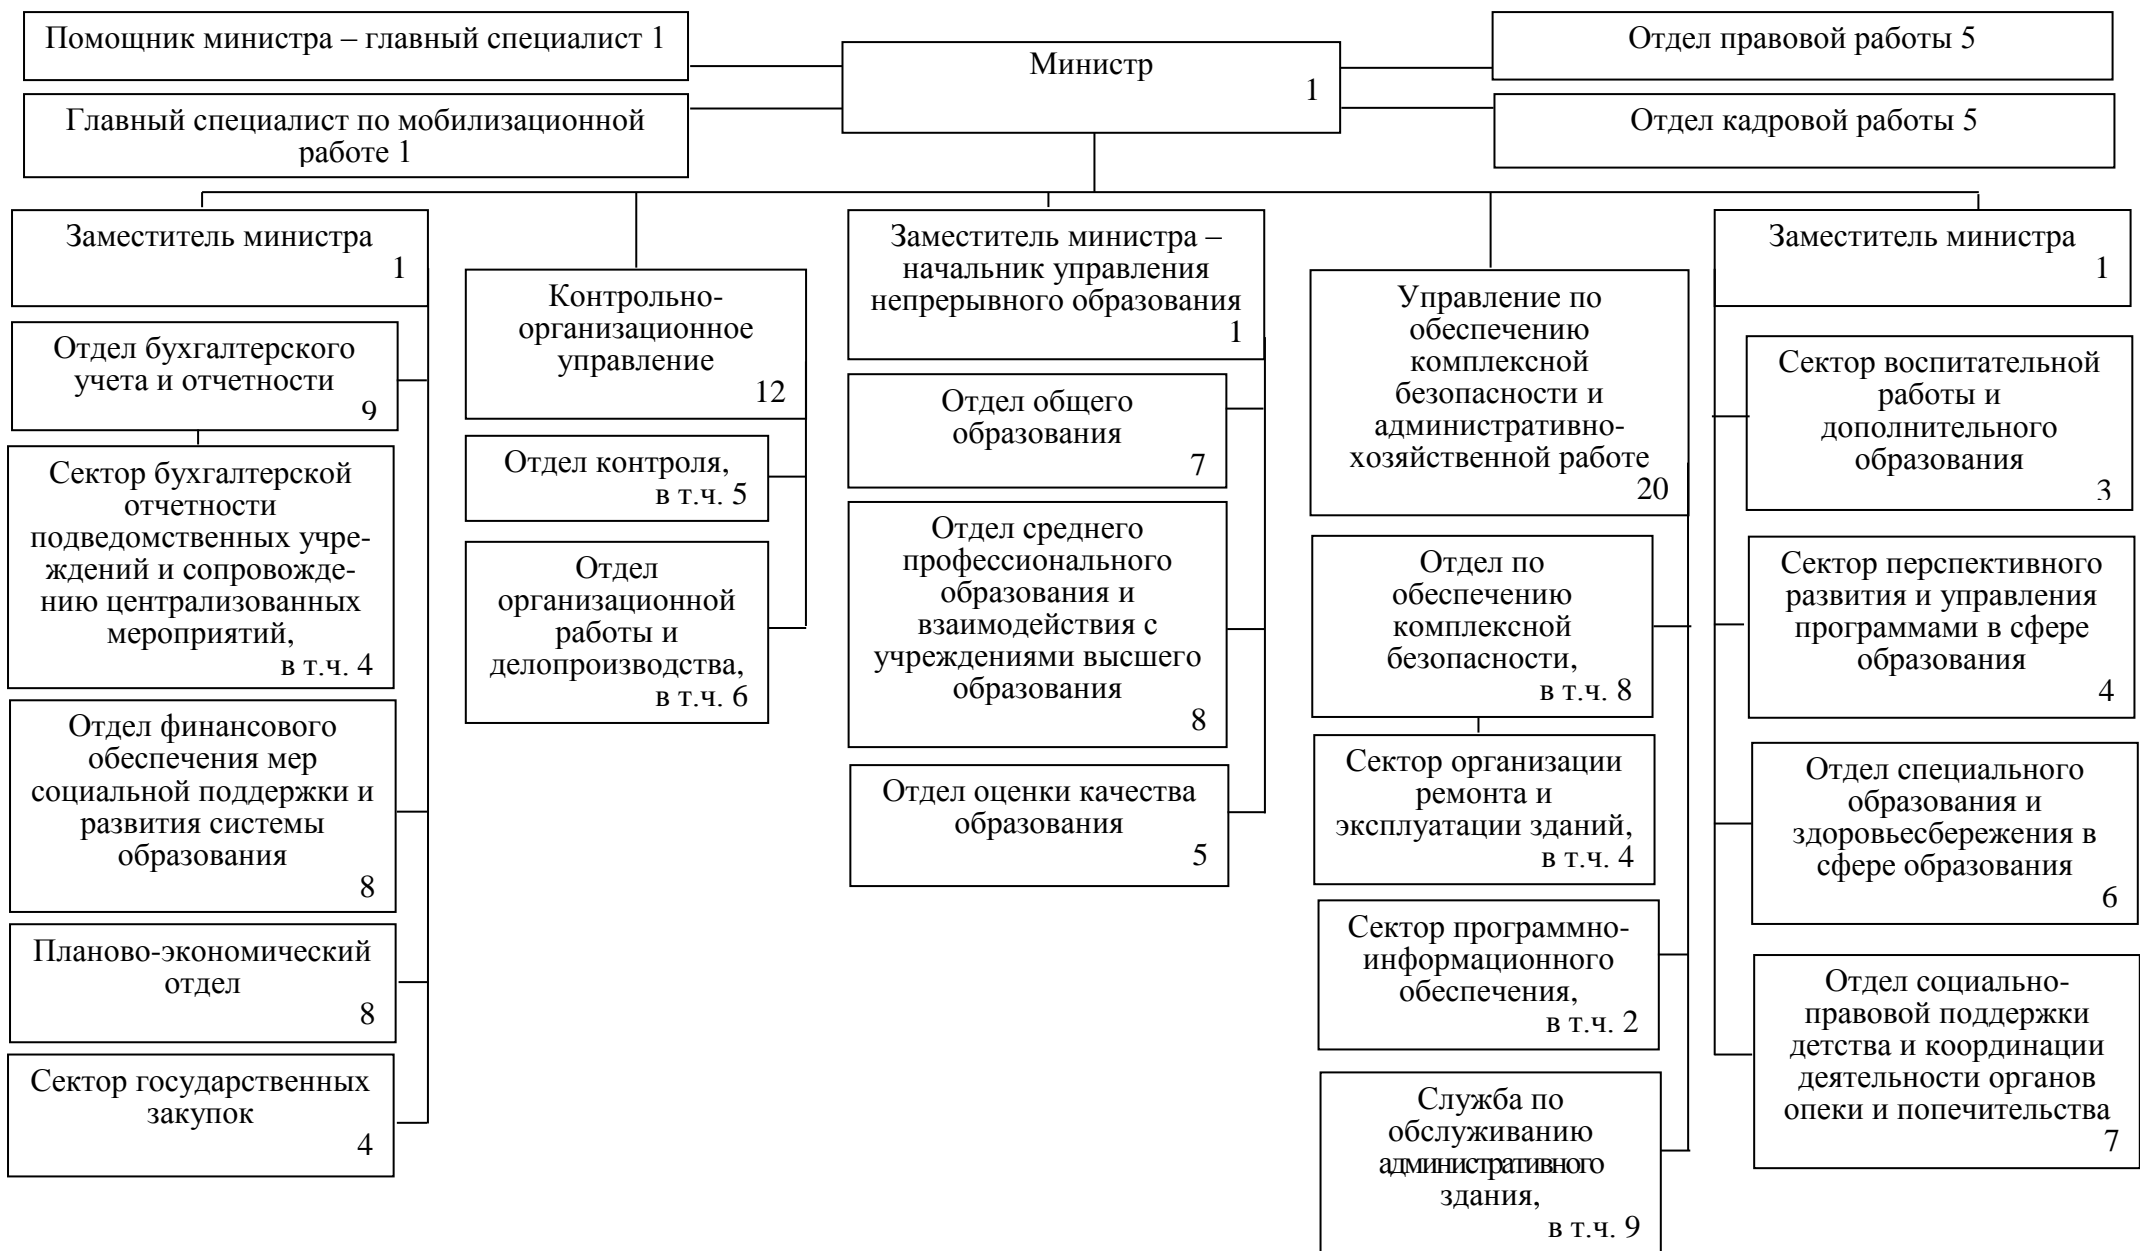 Помощник министра – главный специалист 1
Министр
1
Отдел правовой работы 5
Главный специалист по мобилизационной
работе 1
Отдел кадровой работы 5
Заместитель министра
1
Отдел бухгалтерского
учета и отчетности
9
Сектор бухгалтерской
отчетности
подведомственных учре-
ждений и сопровожде-
нию централизованных
мероприятий,
в т.ч. 4
Отдел финансового
обеспечения мер
социальной поддержки и
развития системы
образования
8
Планово-экономический
отдел
8
Сектор государственных
закупок
4
Контрольно-
организационное
управление
12
Отдел контроля,
в т.ч. 5
Отдел
организационной
работы и
делопроизводства,
в т.ч. 6
Заместитель министра –
начальник управления
непрерывного образования
1
Отдел общего
образования
7
Отдел среднего
профессионального
образования и
взаимодействия с
учреждениями высшего
образования
8
Отдел оценки качества
образования
5
Управление по
обеспечению
комплексной
безопасности и
административно-
хозяйственной работе
20
Отдел по
обеспечению
комплексной
безопасности,
в т.ч. 8
Сектор организации
ремонта и
эксплуатации зданий,
в т.ч. 4
Сектор программно-
информационного
обеспечения,
в т.ч. 2
Служба по
обслуживанию
административного
здания,
в т.ч. 9
Заместитель министра
1
Сектор воспитательной
работы и
дополнительного
образования
3
Сектор перспективного
развития и управления
программами в сфере
образования
4
Отдел специального
образования и
здоровьесбережения в
сфере образования
6
Отдел социально-
правовой поддержки
детства и координации
деятельности органов
опеки и попечительства
7